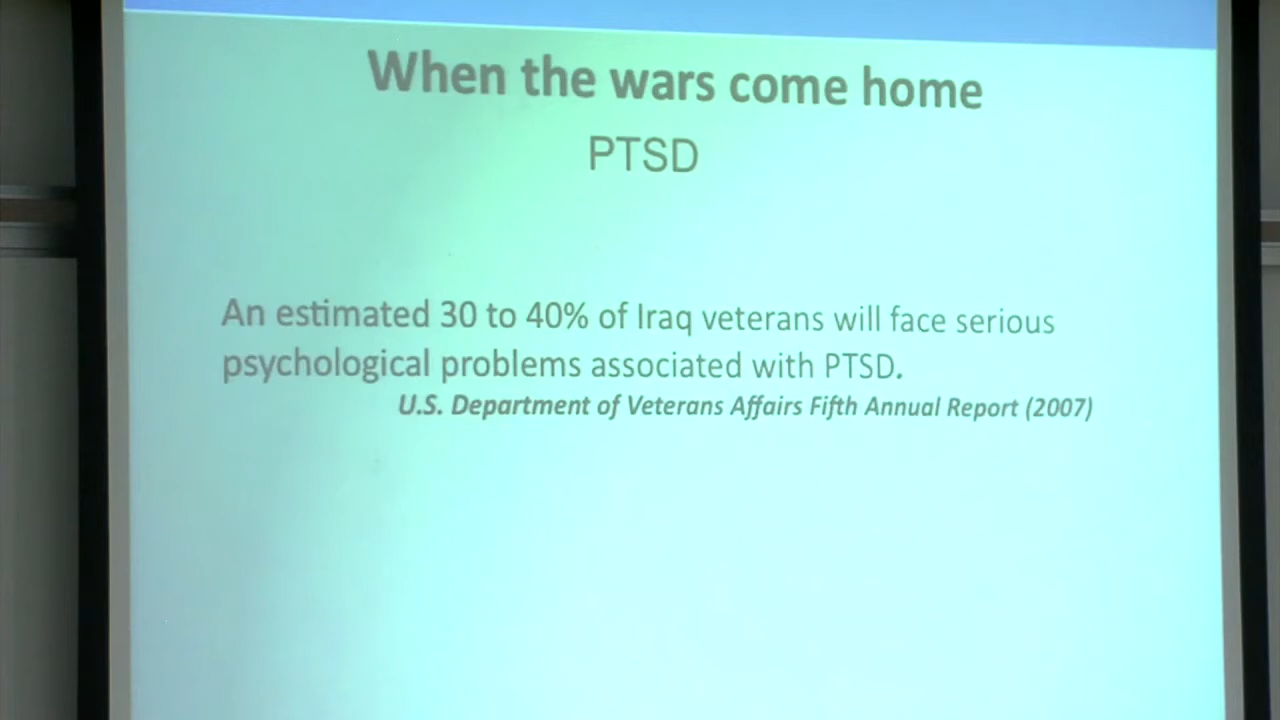 When the wars come home
PTSD
An estimated 30 to 40% of Iraq veterans will face serious
psychological problems associated with PTSD.
U.S. Department of Veterans Affairs Fifth Annual Report (2007)